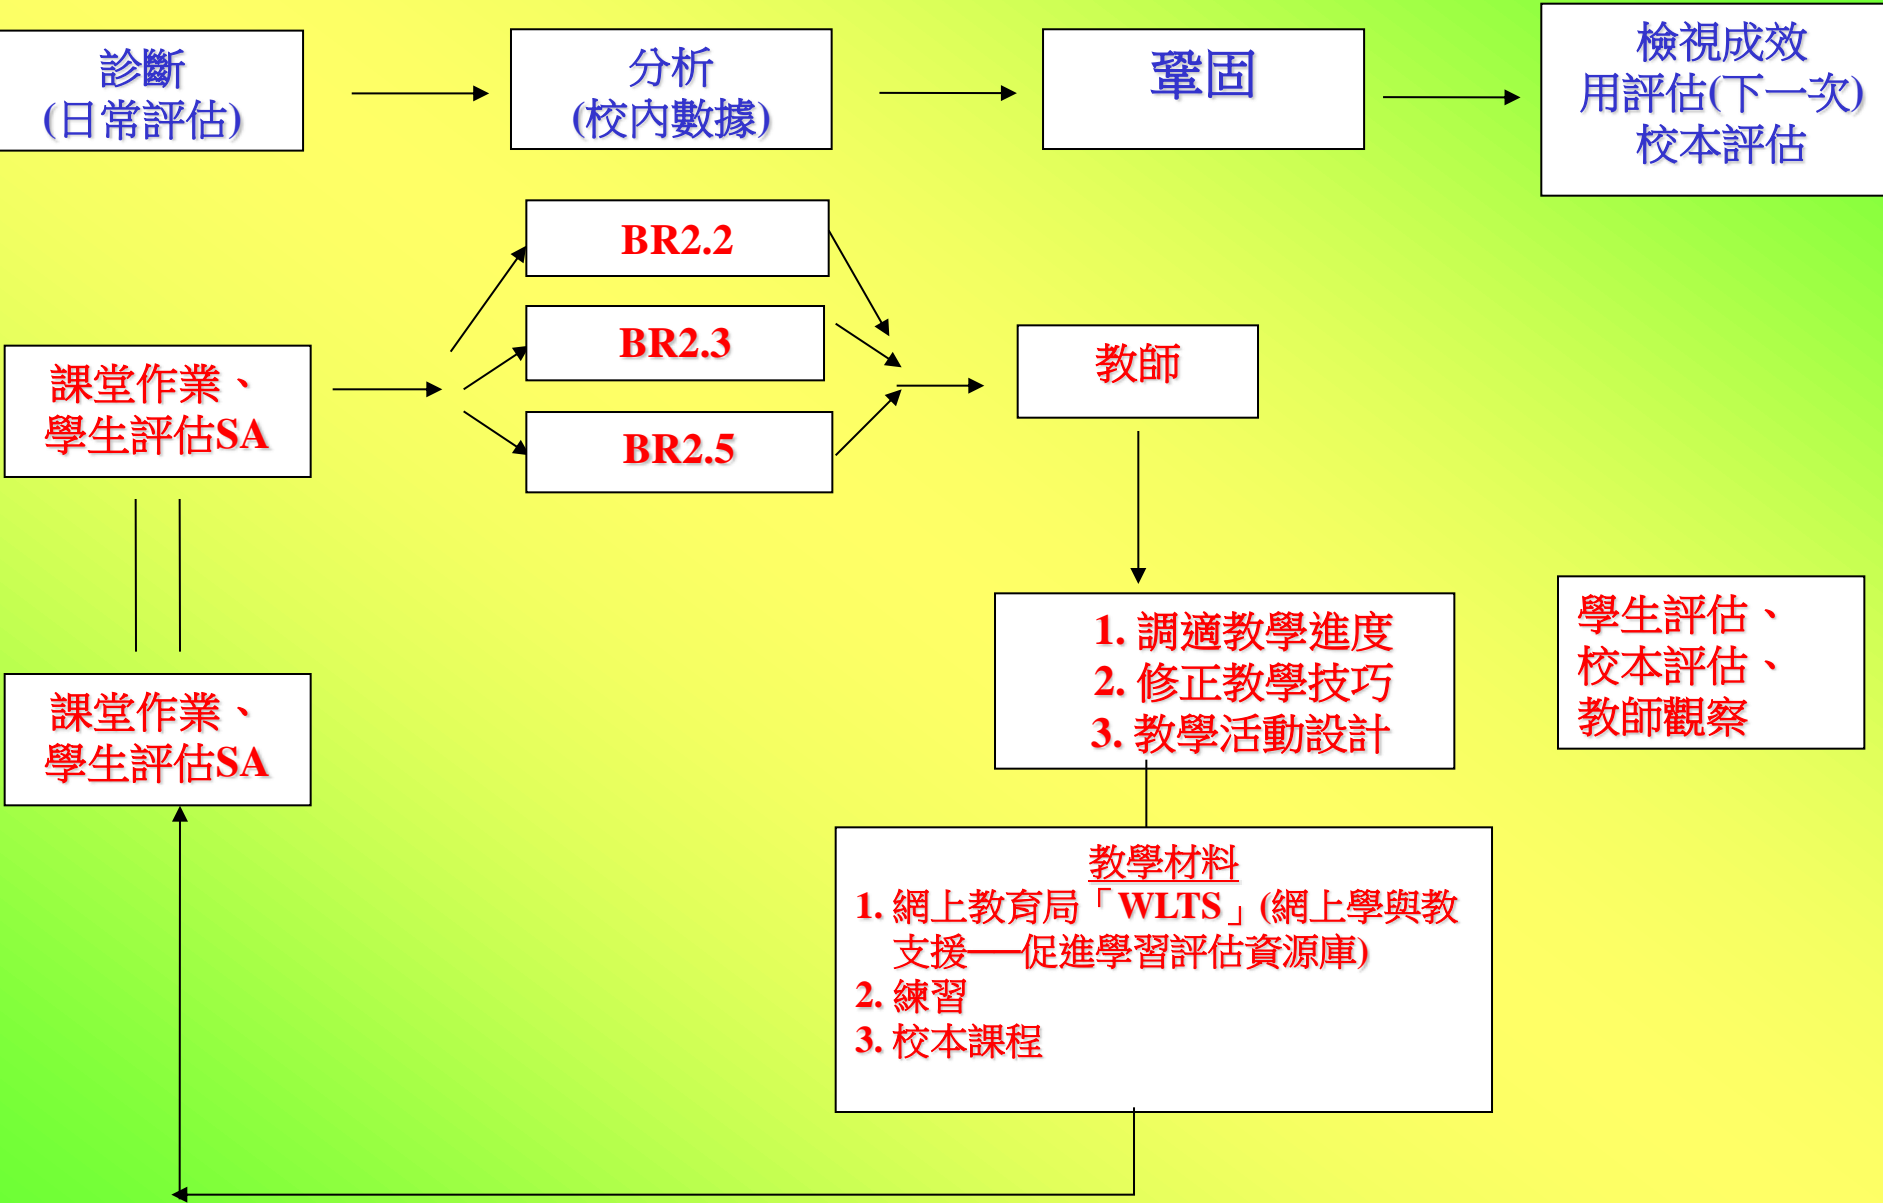 診斷
(日常評估)
分析
(校內數據)
鞏固
檢視成效
用評估(下一次)
校本評估
BR2.2
BR2.3
BR2.5
課堂作業、
學生評估SA
教師
課堂作業、
學生評估SA
1. 調適教學進度
2. 修正教學技巧
3. 教學活動設計
學生評估、
校本評估、
教師觀察
教學材料
1. 網上教育局「WLTS」(網上學與教
支援──促進學習評估資源庫)
2. 練習
3. 校本課程